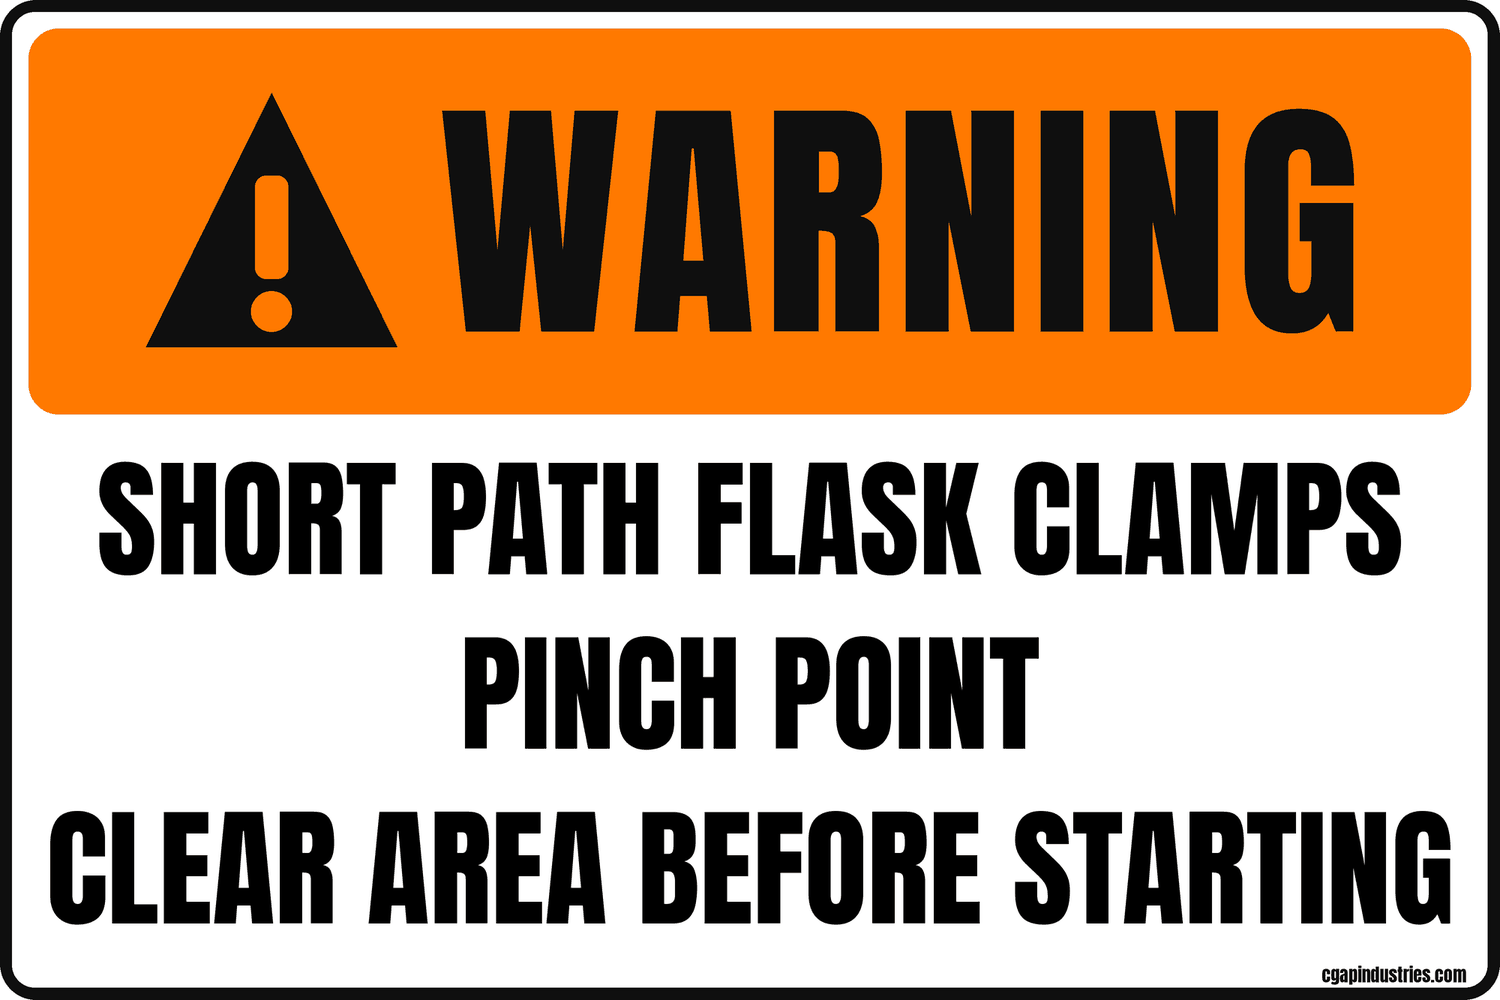 WARNING
SHORT PATH FLASK CLAMPS
PINCH POINT
CLEAR AREA BEFORE STARTING
cgapindustries.com